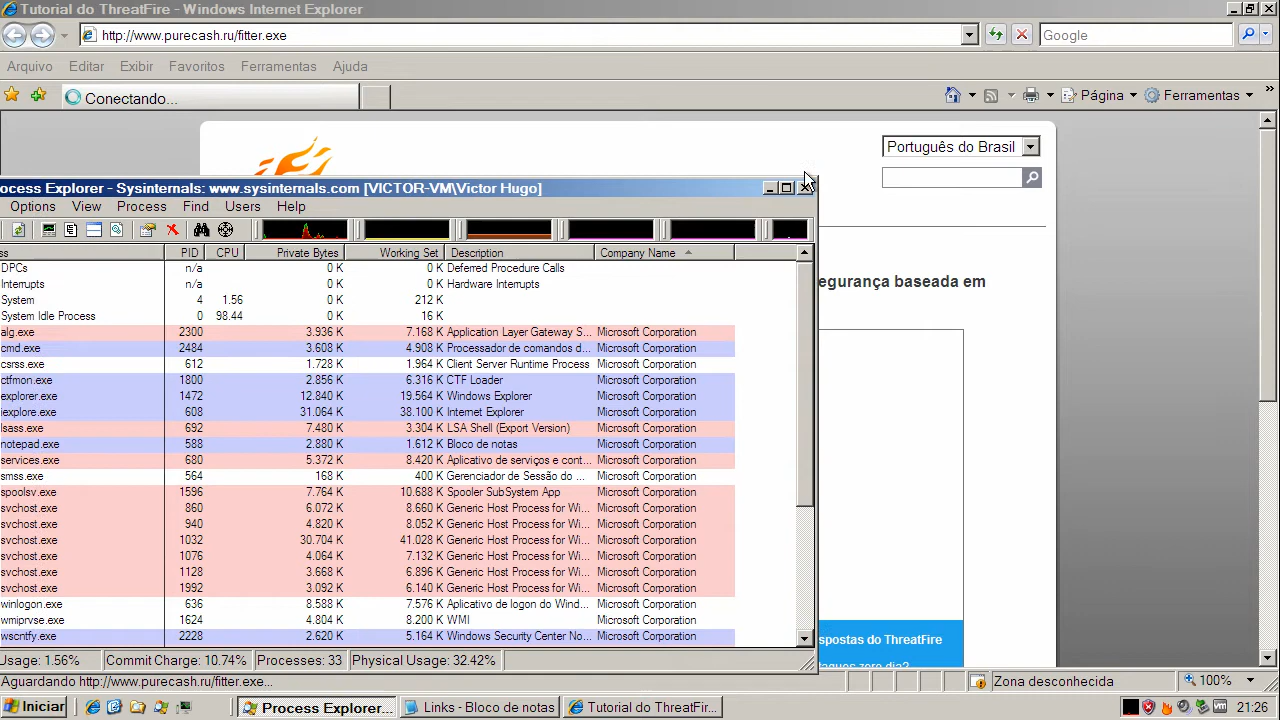 Tutorial do ThreatFire - Windows Internet Explorer
http://www.purecash.ru/fitter.exe
Google
Arquivo Editar Exibir Favoritos Ferramentas Ajuda
Conectando...
Página Ferramentas »
Português do Brasil
ocess Explorer - Sysinternals: www.sysinternals.com [VICTOR-VM\Victor Hugo]
Options View Process Find Users Help
ss PID CPU Private Bytes Working Set Description Company Name
DPCs n/a 0 K 0 K Deferred Procedure Calls
Interrupts n/a 0 K 0 K Hardware Interrupts
System 4 1.56 0 K 212 K
System Idle Process 0 98.44 0 K 16 K
alg.exe 2300 3.936 K 7.168 K Application Layer Gateway S... Microsoft Corporation
cmd.exe 2484 3.608 K 4.908 K Processador de comandos d... Microsoft Corporation
csrss.exe 612 1.728 K 1.964 K Client Server Runtime Process Microsoft Corporation
ctfmon.exe 1800 2.856 K 6.316 K CTF Loader Microsoft Corporation
explorer.exe 1472 12.840 K 19.564 K Windows Explorer Microsoft Corporation
iexplore.exe 608 31.064 K 38.100 K Internet Explorer Microsoft Corporation
lsass.exe 692 7.480 K 3.304 K LSA Shell (Export Version) Microsoft Corporation
notepad.exe 588 2.880 K 1.612 K Bloco de notas Microsoft Corporation
services.exe 680 5.372 K 8.420 K Aplicativo de serviços e cont... Microsoft Corporation
smss.exe 564 168 K 400 K Gerenciador de Sessão do ... Microsoft Corporation
spoolsv.exe 1596 7.764 K 10.688 K Spooler SubSystem App Microsoft Corporation
svchost.exe 860 6.072 K 8.660 K Generic Host Process for Wi... Microsoft Corporation
svchost.exe 940 4.820 K 8.052 K Generic Host Process for Wi... Microsoft Corporation
svchost.exe 1032 30.704 K 41.028 K Generic Host Process for Wi... Microsoft Corporation
svchost.exe 1076 4.064 K 7.132 K Generic Host Process for Wi... Microsoft Corporation
svchost.exe 1128 3.668 K 6.896 K Generic Host Process for Wi... Microsoft Corporation
svchost.exe 1992 3.092 K 6.140 K Generic Host Process for Wi... Microsoft Corporation
winlogon.exe 636 8.588 K 7.576 K Aplicativo de logon do Wind... Microsoft Corporation
wmiprvse.exe 1624 4.804 K 8.200 K WMI Microsoft Corporation
wscntfy.exe 2228 2.620 K 5.164 K Windows Security Center No... Microsoft Corporation
Usage: 1.56% Commit Charge: 10.74% Processes: 33 Physical Usage: 32.42%
egurança baseada em
spostas do ThreatFire
Aguardando http://www.purecash.ru/fitter.exe... Zona desconhecida 100%
Iniciar Process Explorer... Links - Bloco de notas Tutorial do ThreatFir... 21:26